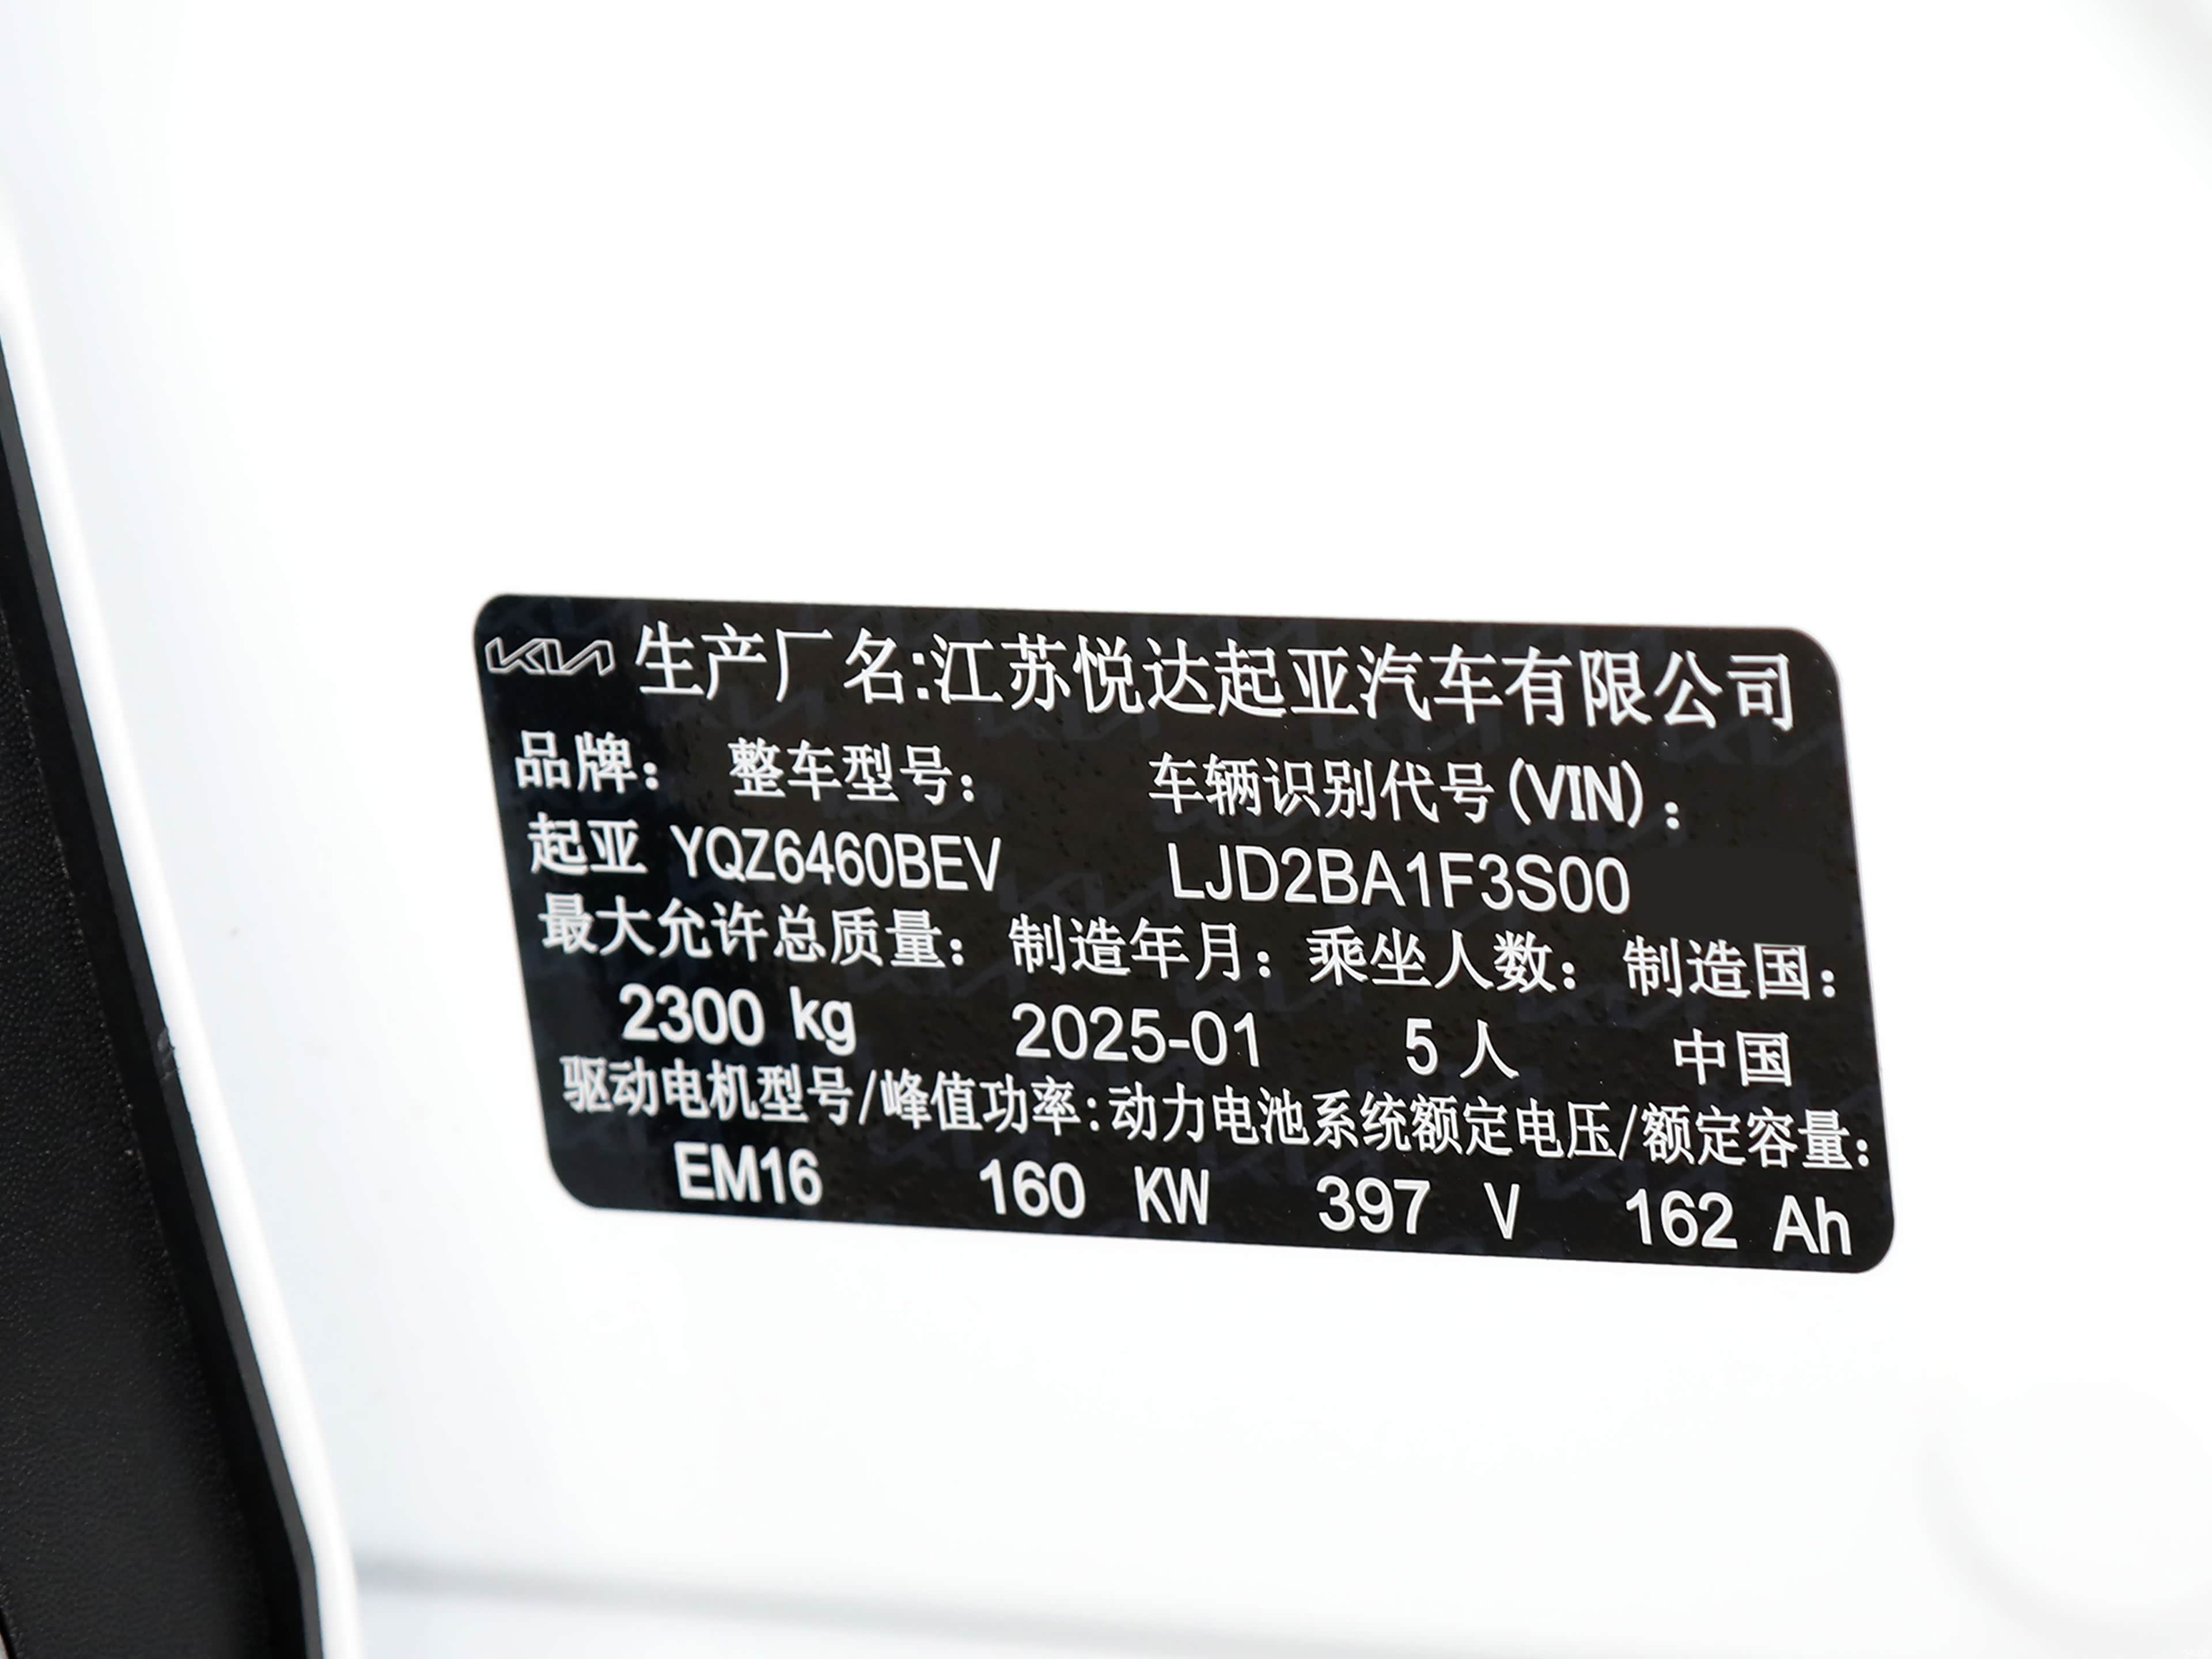 KIA 生产厂名:江苏悦达起亚汽车有限公司
品牌: 整车型号: 车辆识别代号(VIN):
起亚 YQZ6460BEV LJD2BA1F3S00
最大允许总质量: 制造年月: 乘坐人数: 制造国:
2300 kg 2025-01 5人 中国
驱动电机型号/峰值功率:动力电池系统额定电压/额定容量:
EM16 160 KW 397 V 162 Ah